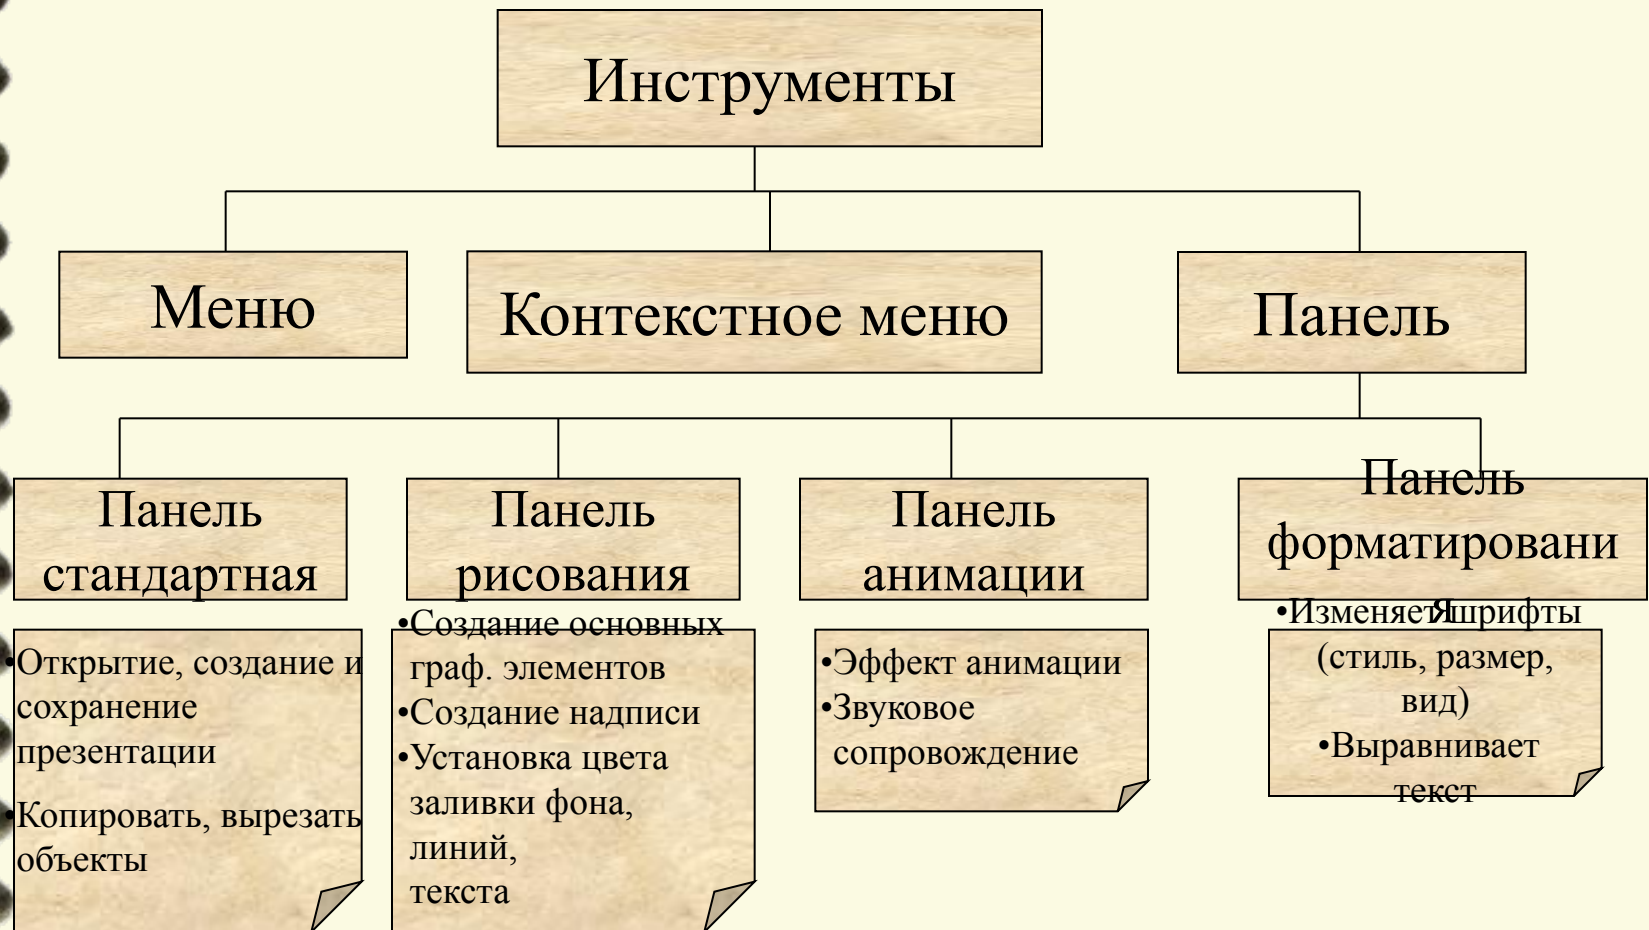 Инструменты
Меню
Контекстное меню
Панель
Панель
стандартная
Панель
рисования
Панель
анимации
Панель
форматировани
я
•Открытие, создание и
сохранение
презентации
•Копировать, вырезать
объекты
•Создание основных
граф. элементов
•Создание надписи
•Установка цвета
заливки фона,
линий,
текста
•Эффект анимации
•Звуковое
сопровождение
•Изменяет шрифты
(стиль, размер,
вид)
•Выравнивает
текст